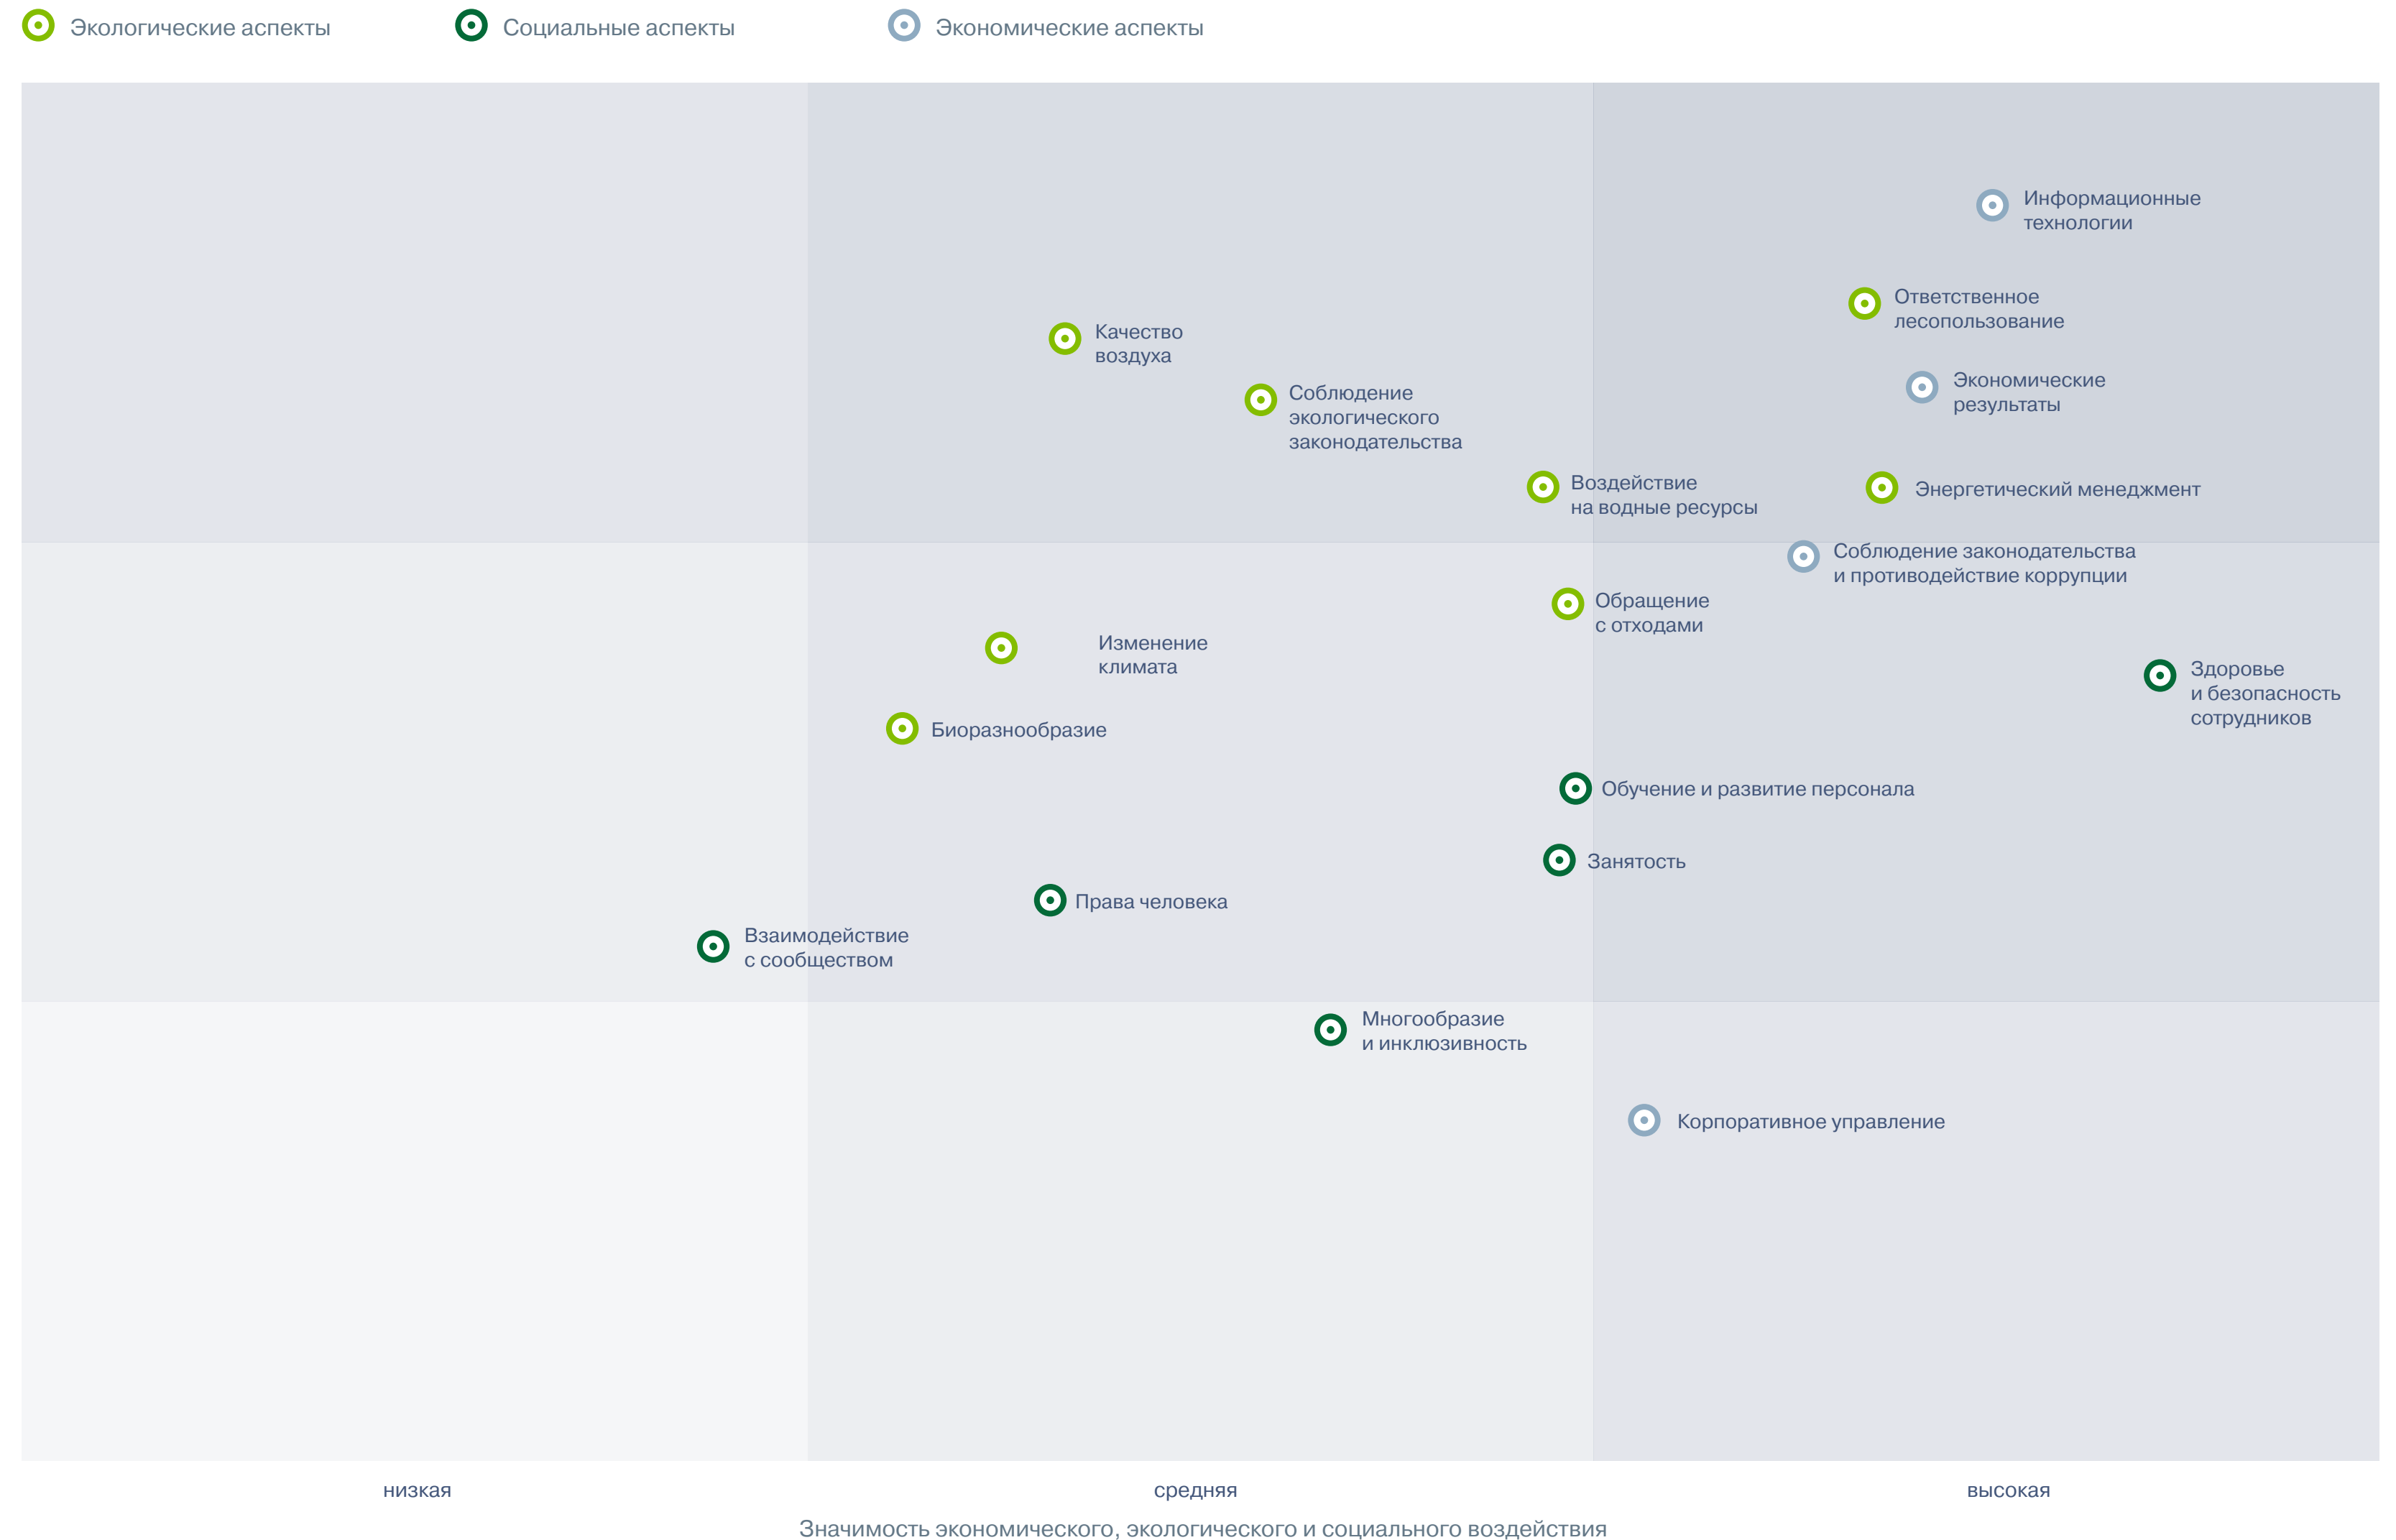 Экологические аспекты
Социальные аспекты
Экономические аспекты
Информационные
технологии
Ответственное
лесопользование
Качество
воздуха
Экономические
результаты
Соблюдение
экологического
законодательства
Воздействие
на водные ресурсы
Энергетический менеджмент
Соблюдение законодательства
и противодействие коррупции
Обращение
с отходами
Изменение
климата
Здоровье
и безопасность
сотрудников
Биоразнообразие
Обучение и развитие персонала
Занятость
Права человека
Взаимодействие
с сообществом
Многообразие
и инклюзивность
Корпоративное управление
низкая
средняя
высокая
Значимость экономического, экологического и социального воздействия